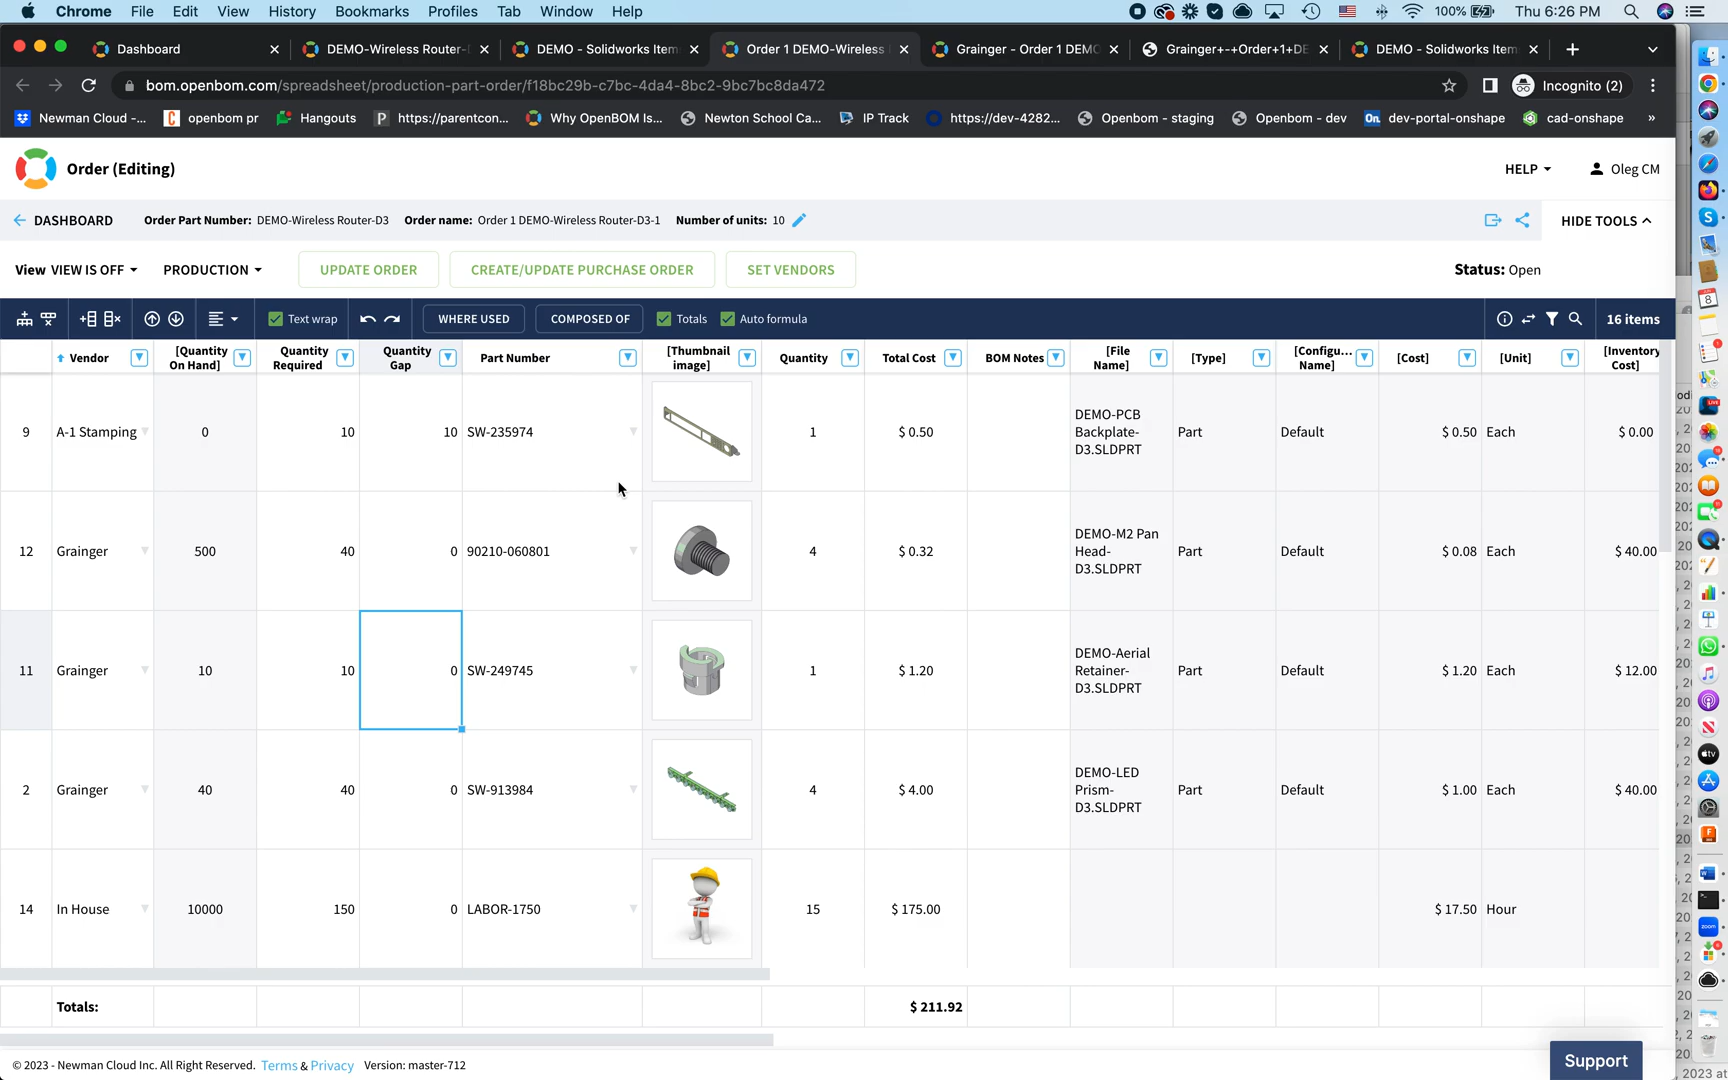 Chrome File Edit View History Bookmarks Profiles Tab Window Help 100% Thu 6:26 PM
Dashboard DEMO-Wireless Router- DEMO - Solidworks Item Order 1 DEMO-Wireless Grainger - Order 1 DEMO Grainger+-+Order+1+DE DEMO - Solidworks Item
bom.openbom.com/spreadsheet/production-part-order/f18bc29b-c7bc-4da4-8bc2-9bc7bc8da472 Incognito (2)
Newman Cloud -... openbom pr Hangouts https://parentcon... Why OpenBOM Is... Newton School Ca... IP Track https://dev-4282... Openbom - staging Openbom - dev On dev-portal-onshape cad-onshape »
Order (Editing) HELP Oleg CM
DASHBOARD Order Part Number: DEMO-Wireless Router-D3 Order name: Order 1 DEMO-Wireless Router-D3-1 Number of units: 10 HIDE TOOLS
View VIEW IS OFF PRODUCTION UPDATE ORDER CREATE/UPDATE PURCHASE ORDER SET VENDORS Status: Open
Text wrap WHERE USED COMPOSED OF Totals Auto formula 16 items
Vendor [Quantity On Hand] Quantity Required Quantity Gap Part Number [Thumbnail image] Quantity Total Cost BOM Notes [File Name] [Type] [Configu... Name] [Cost] [Unit] [Inventory Cost]
9 A-1 Stamping 0 10 10 SW-235974 1 $ 0.50 DEMO-PCB Backplate-D3.SLDPRT Part Default $ 0.50 Each $ 0.00
12 Grainger 500 40 0 90210-060801 4 $ 0.32 DEMO-M2 Pan Head-D3.SLDPRT Part Default $ 0.08 Each $ 40.00
11 Grainger 10 10 0 SW-249745 1 $ 1.20 DEMO-Aerial Retainer-D3.SLDPRT Part Default $ 1.20 Each $ 12.00
2 Grainger 40 40 0 SW-913984 4 $ 4.00 DEMO-LED Prism-D3.SLDPRT Part Default $ 1.00 Each $ 40.00
14 In House 10000 150 0 LABOR-1750 15 $ 175.00 $ 17.50 Hour
Totals: $ 211.92
© 2023 - Newman Cloud Inc. All Right Reserved. Terms & Privacy Version: master-712
Support